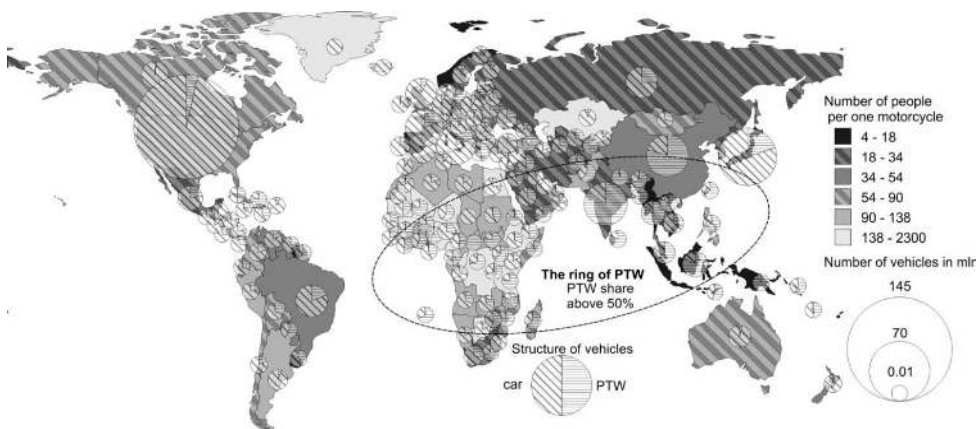 Number of people
per one motorcycle
4 - 18
18 - 34
34 - 54
54 - 90
90 - 138
138 - 2300
Number of vehicles in mln
145
70
0.01
The ring of PTW
PTW share
above 50%
Structure of vehicles
car
PTW